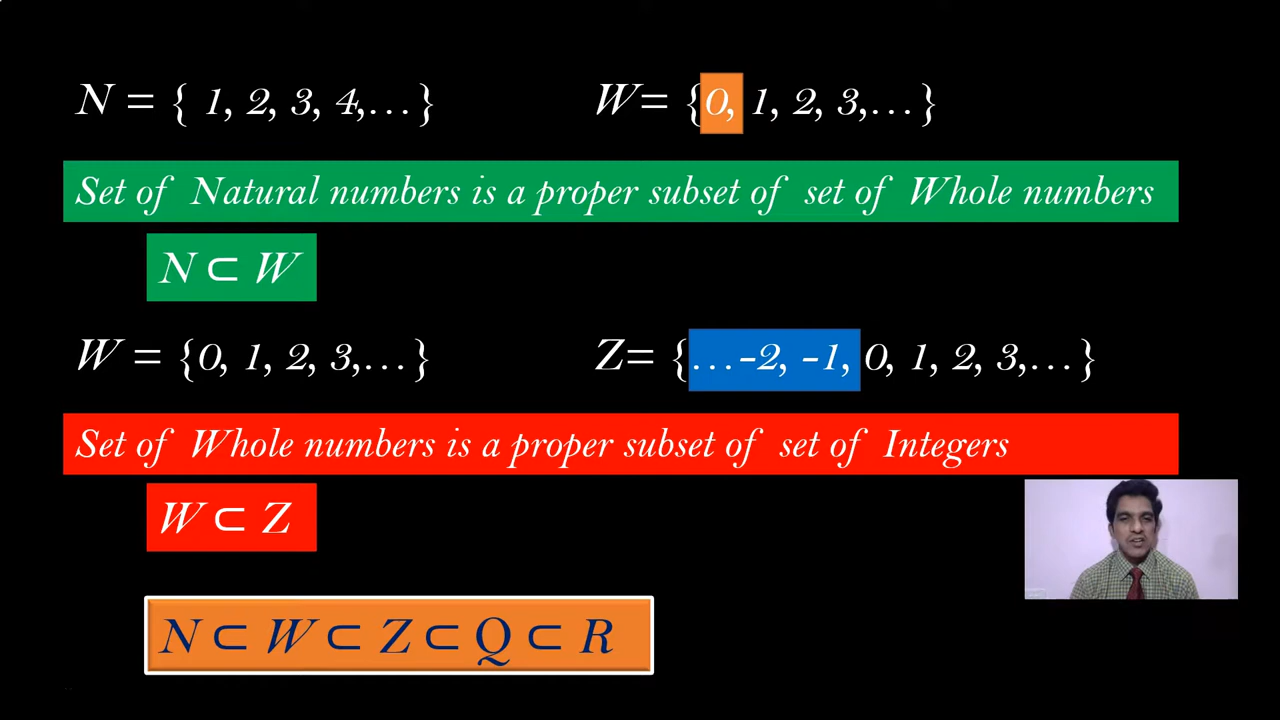 N = { 1, 2, 3, 4,...} W= {0, 1, 2, 3,...}
Set of Natural numbers is a proper subset of set of Whole numbers
N ⊂ W
W = {0, 1, 2, 3,...} Z= {...-2, -1, 0, 1, 2, 3,...}
Set of Whole numbers is a proper subset of set of Integers
W ⊂ Z
N ⊂ W ⊂ Z ⊂ Q ⊂ R